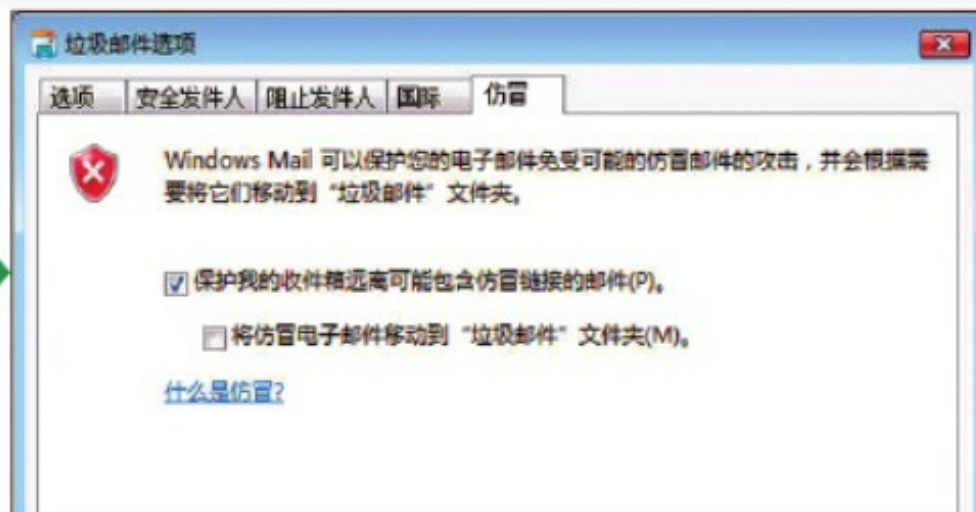 垃圾邮件选项
选项 安全发件人 阻止发件人 国际 仿冒
Windows Mail 可以保护您的电子邮件免受可能的仿冒邮件的攻击，并会根据需
要将它们移动到“垃圾邮件”文件夹。
保护我的收件箱远离可能包含仿冒链接的邮件(P)。
将仿冒电子邮件移动到“垃圾邮件”文件夹(M)。
什么是仿冒?